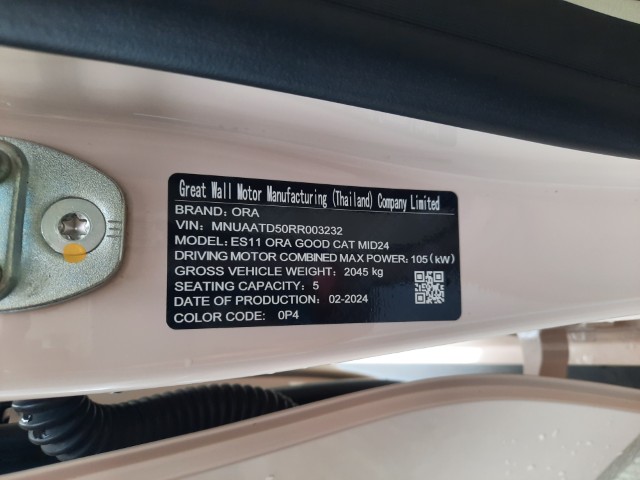 Great Wall Motor Manufacturing (Thailand) Company Limited
BRAND: ORA
VIN: MNUAATD50RR003232
MODEL: ES11 ORA GOOD CAT MID24
DRIVING MOTOR COMBINED MAX POWER: 105(kW)
GROSS VEHICLE WEIGHT: 2045 kg
SEATING CAPACITY: 5
DATE OF PRODUCTION: 02-2024
COLOR CODE: 0P4